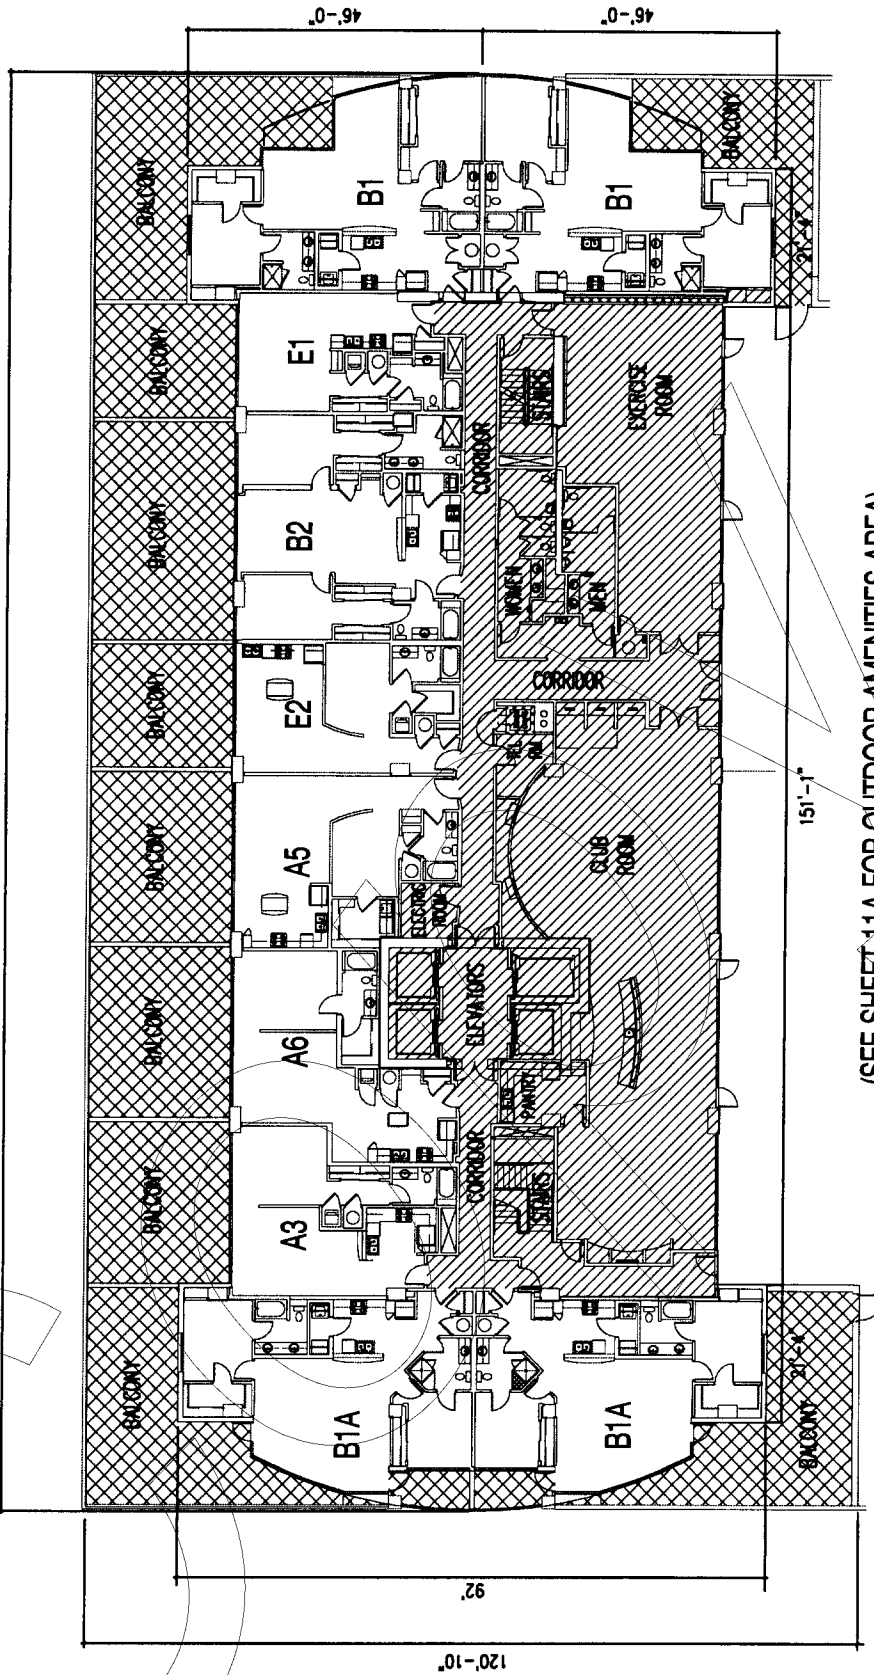 46'-0"
46'-0"
BALCONY
BALCONY
B1
B1
21'-4"
BALCONY
E1
CORRIDOR
STAIRS
EXERCISE
ROOM
BALCONY
B2
WOMEN
MEN
BALCONY
E2
CORRIDOR
RM
BALCONY
A5
ELECTRIC
ROOM
CLUB
ROOM
151'-1"
BALCONY
A6
ELEVATORS
PANTRY
BALCONY
A3
CORRIDOR
STAIRS
BALCONY
B1A
B1A
BALCONY
21'-4"
92'
120'-10"
(SEE SHEET 11A FOR OUTDOOR AMENITIES AREA)